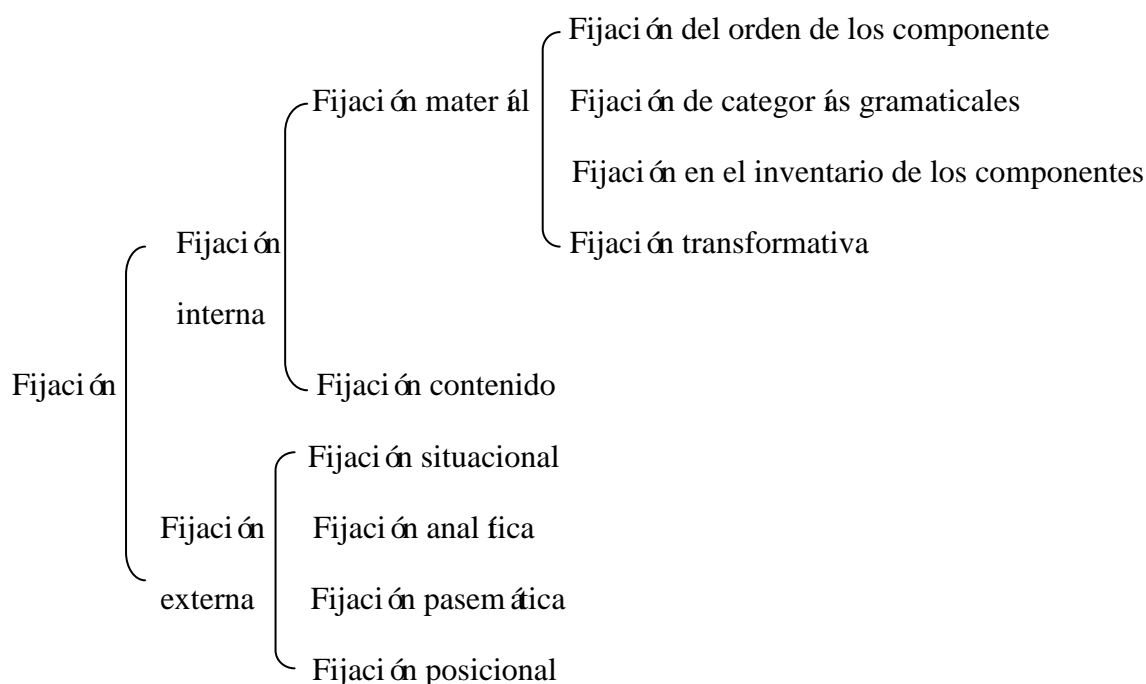 Fijación del orden de los componente
Fijación material
Fijación de categorías gramaticales
Fijación en el inventario de los componentes
Fijación
Fijación transformativa
interna
Fijación
Fijación contenido
Fijación situacional
Fijación
Fijación analítica
externa
Fijación pasemática
Fijación posicional